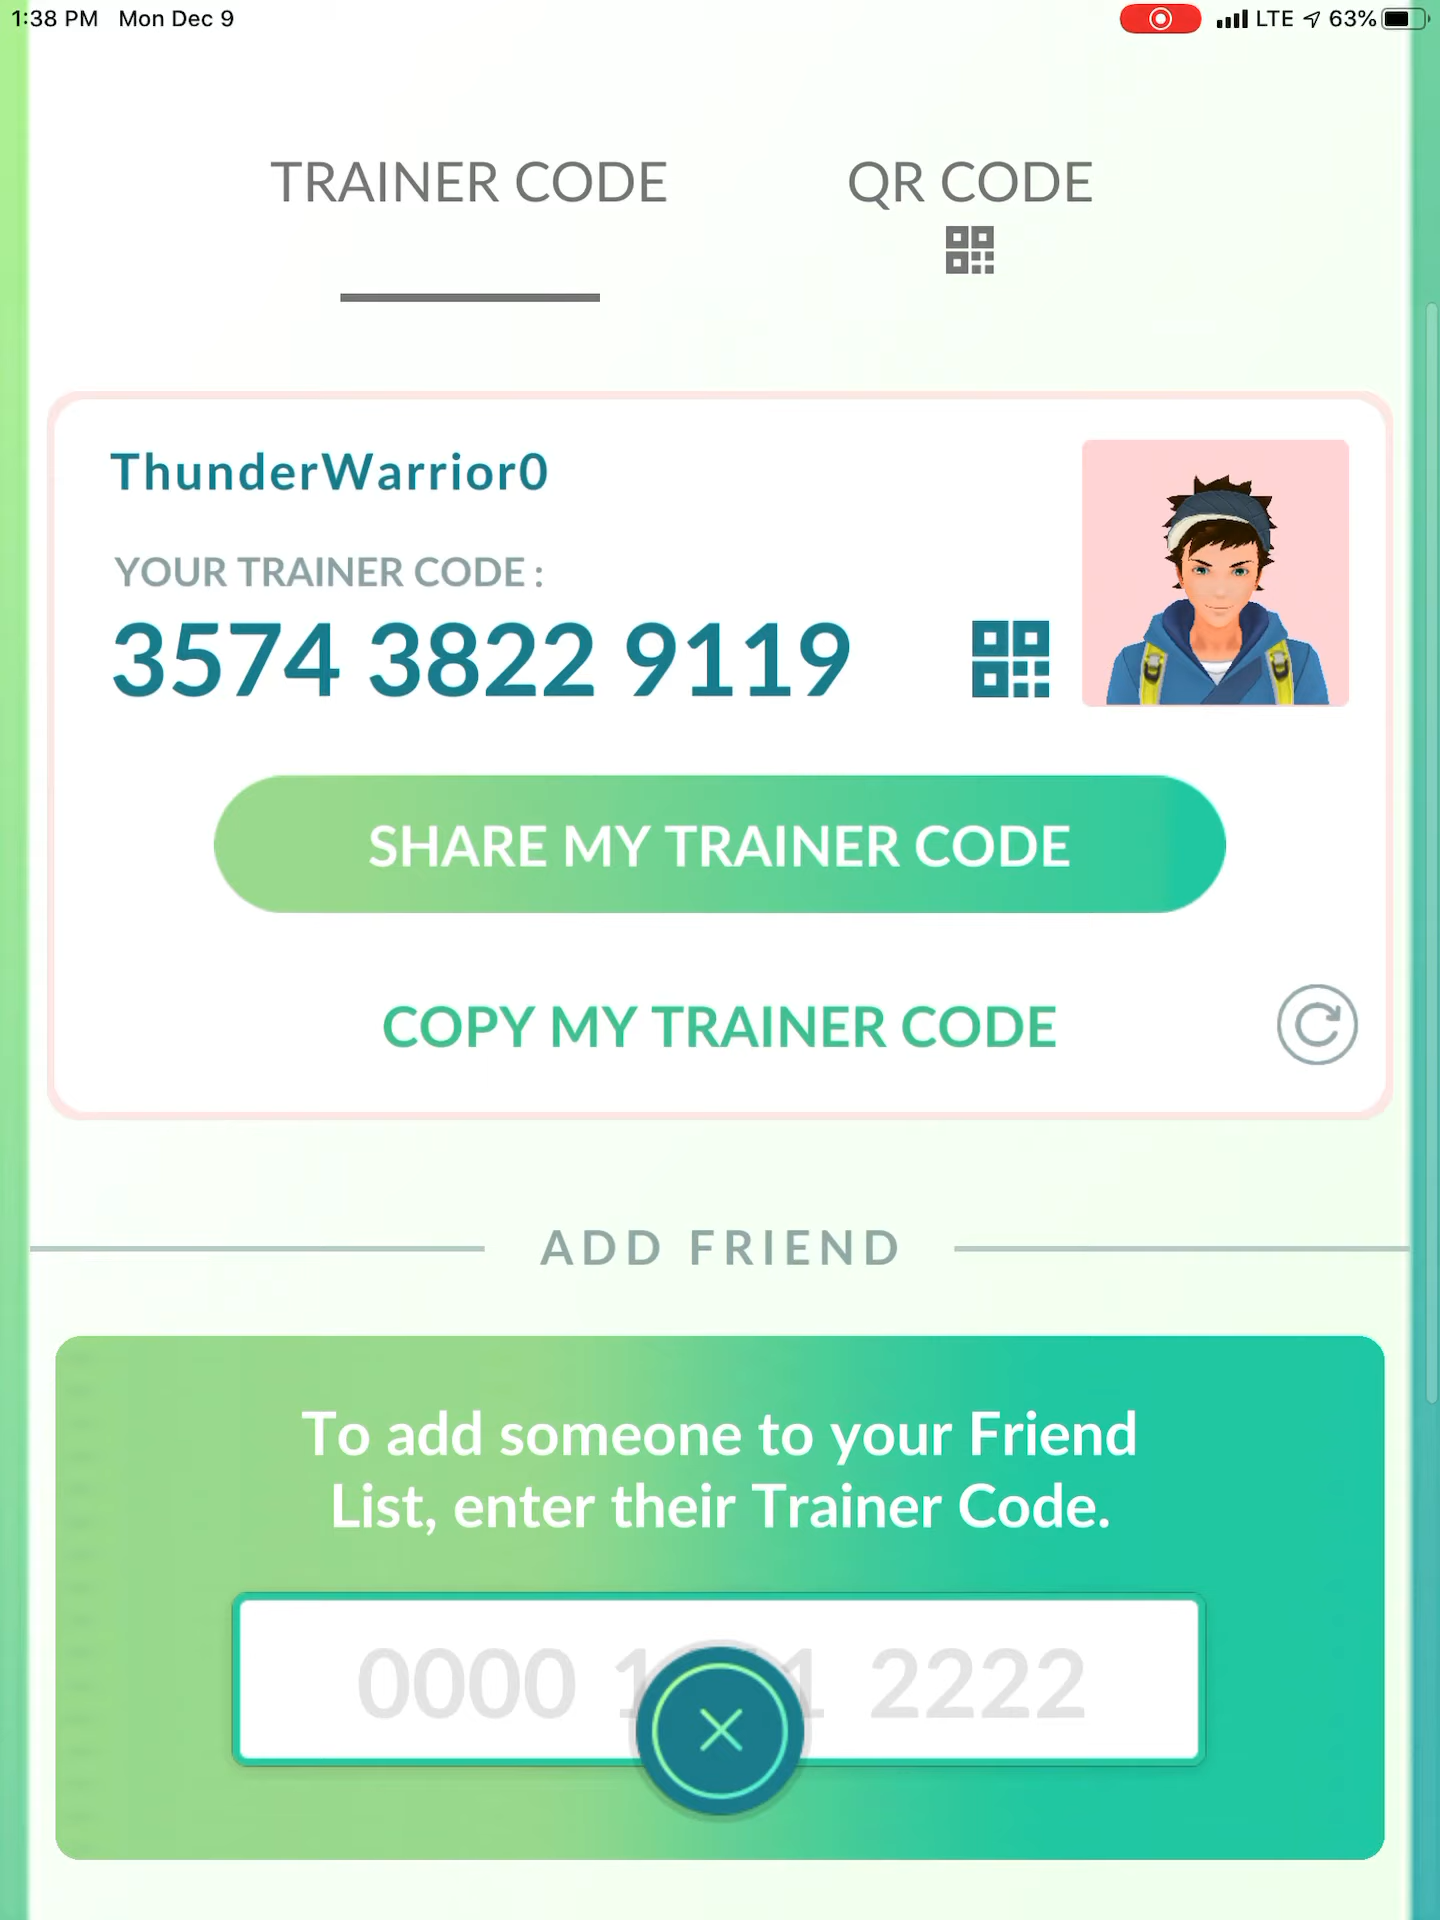 1:38 PM Mon Dec 9 LTE 63%
TRAINER CODE QR CODE
ThunderWarrior0
YOUR TRAINER CODE :
3574 3822 9119
SHARE MY TRAINER CODE
COPY MY TRAINER CODE
ADD FRIEND
To add someone to your Friend
List, enter their Trainer Code.
0000 2222